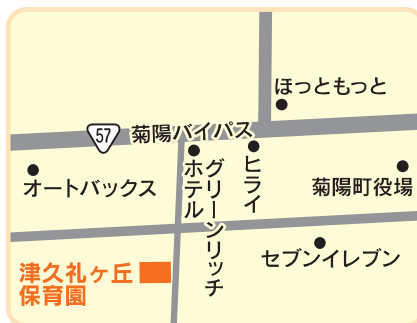 ほっともっと
57
菊陽バイパス
オートバックス
ホテル
グリーンリッチ
ヒライ
菊陽町役場
セブンイレブン
津久礼ヶ丘
保育園